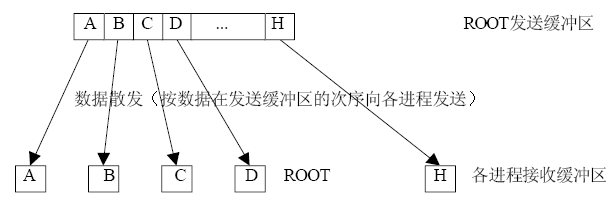 A B C D ... H ROOT发送缓冲区
数据散发（按数据在发送缓冲区的次序向各进程发送）
A B C D ROOT H 各进程接收缓冲区